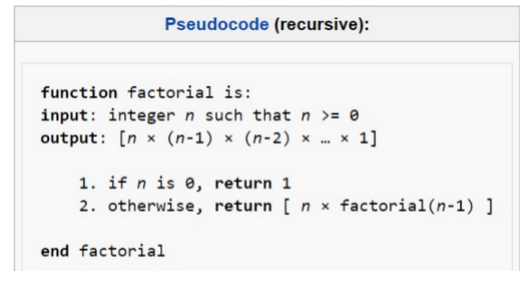 Pseudocode (recursive):
function factorial is:
input: integer n such that n >= 0
output: [n × (n-1) × (n-2) × … × 1]
1. if n is 0, return 1
2. otherwise, return [ n × factorial(n-1) ]
end factorial